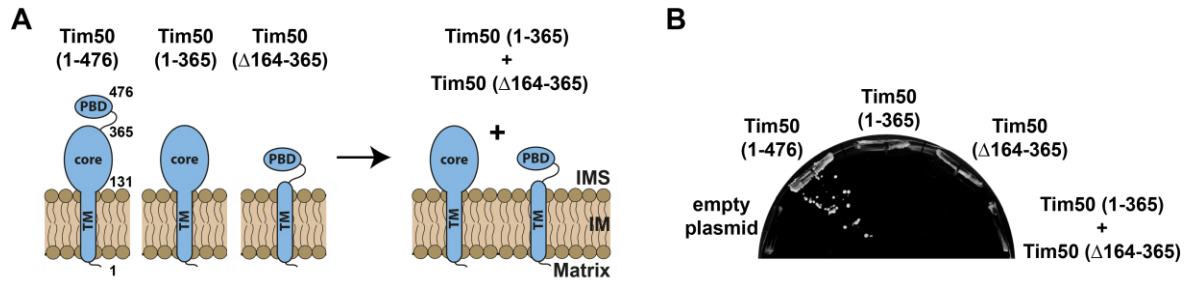 A
Tim50
(1-476)
Tim50
(1-365)
Tim50
(Δ164-365)
Tim50 (1-365)
+
Tim50 (Δ164-365)
476
PBD
365
core
131
TM
1
core
TM
PBD
TM
core
+
PBD
TM
TM
IMS
IM
Matrix
B
Tim50
(1-476)
Tim50
(1-365)
Tim50
(Δ164-365)
empty
plasmid
Tim50 (1-365)
+
Tim50 (Δ164-365)